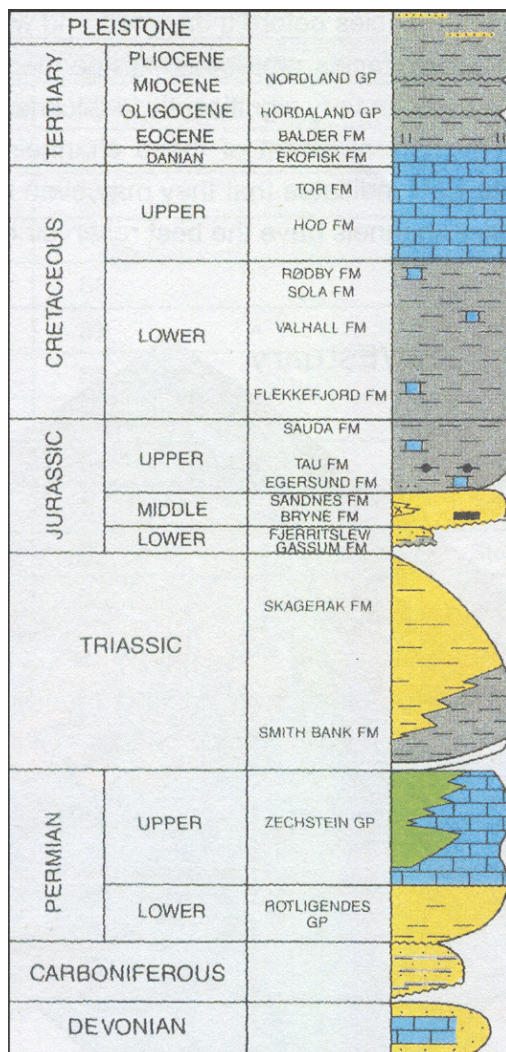 PLEISTONE
TERTIARY
PLIOCENE
MIOCENE
NORDLAND GP
OLIGOCENE
HORDALAND GP
EOCENE
BALDER FM
DANIAN
EKOFISK FM
CRETACEOUS
UPPER
TOR FM
HOD FM
LOWER
RØDBY FM
SOLA FM
VALHALL FM
FLEKKEFJORD FM
JURASSIC
UPPER
SAUDA FM
TAU FM
EGERSUND FM
MIDDLE
SANDNES FM
BRYNE FM
LOWER
FJERRITSLEV/
GASSUM FM
TRIASSIC
SKAGERAK FM
SMITH BANK FM
PERMIAN
UPPER
ZECHSTEIN GP
LOWER
ROTLIGENDES
GP
CARBONIFEROUS
DEVONIAN